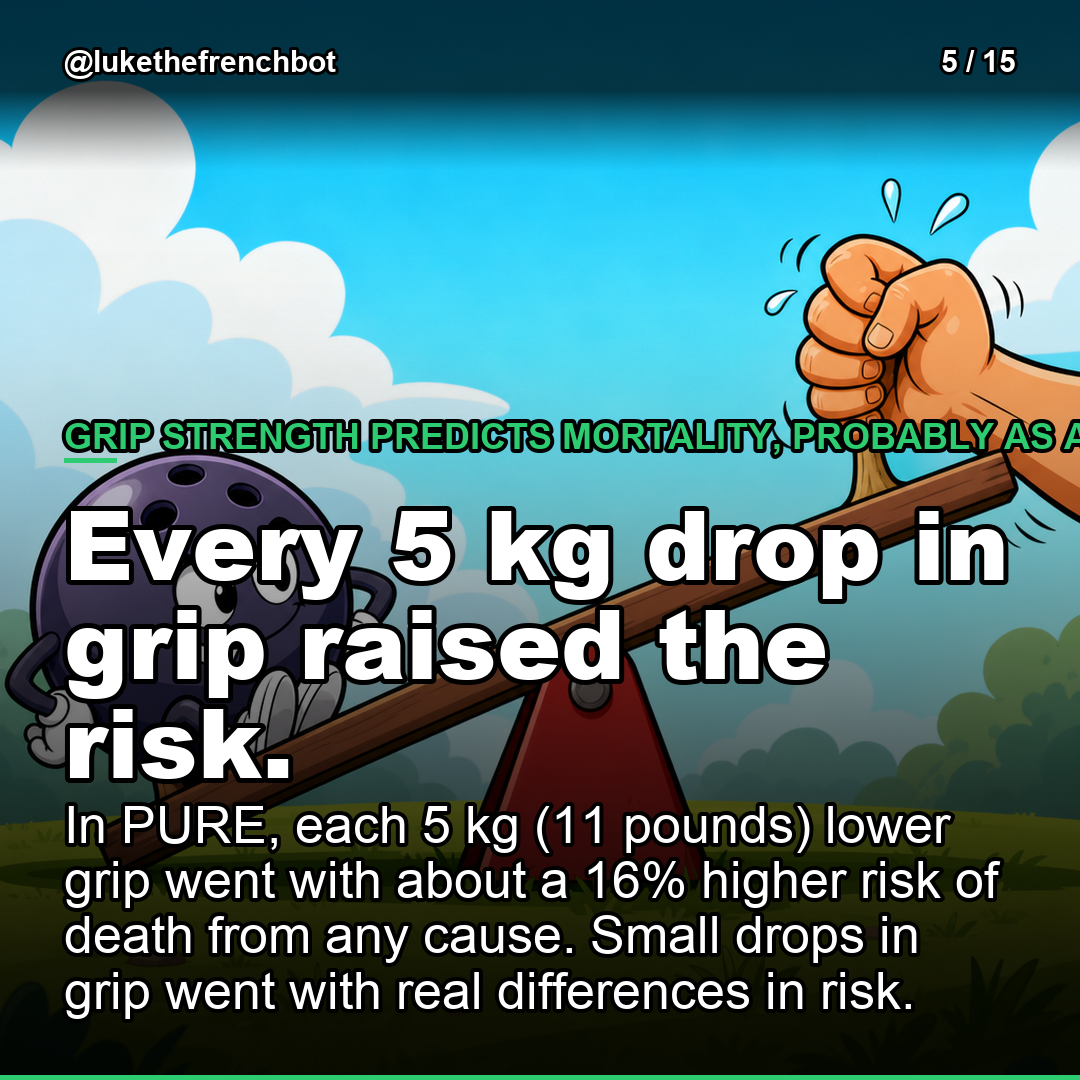 @lukethefrenchbot
5 / 15
GRIP STRENGTH PREDICTS MORTALITY, PROBABLY AS
Every 5 kg drop in
grip raised the
risk.
In PURE, each 5 kg (11 pounds) lower
grip went with about a 16% higher risk of
death from any cause. Small drops in
grip went with real differences in risk.